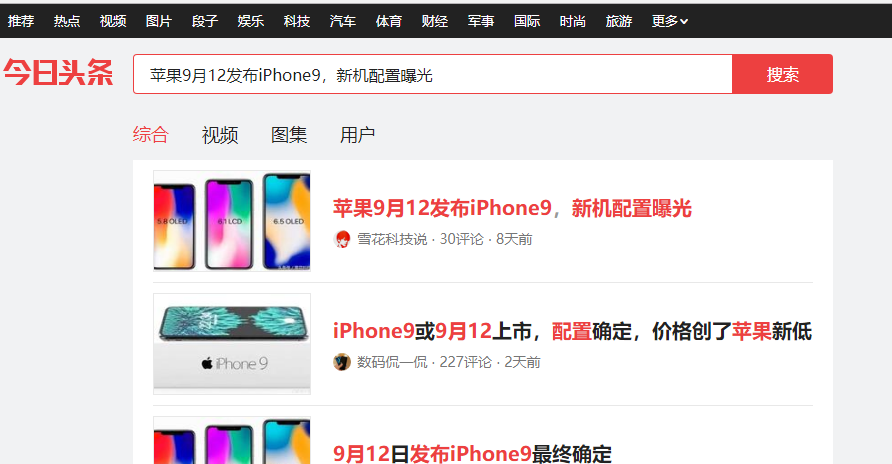 推荐 热点 视频 图片 段子 娱乐 科技 汽车 体育 财经 军事 国际 时尚 旅游 更多
今日头条
苹果9月12发布iPhone9，新机配置曝光 搜索
综合 视频 图集 用户
5.8 OLED 6.1 LCD 6.5 OLED
苹果9月12发布iPhone9，新机配置曝光
雪花科技说 · 30评论 · 8天前
iPhone9或9月12上市，配置确定，价格创了苹果新低
iPhone 9
数码侃一侃 · 227评论 · 2天前
9月12日发布iPhone9最终确定